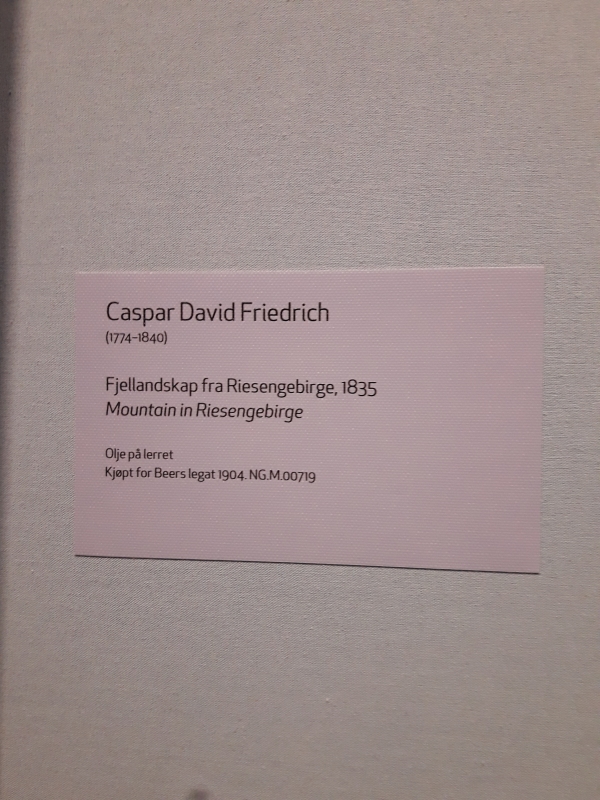 Caspar David Friedrich
(1774–1840)
Fjellandskap fra Riesengebirge, 1835
Mountain in Riesengebirge
Olje på lerret
Kjøpt for Beers legat 1904. NG.M.00719